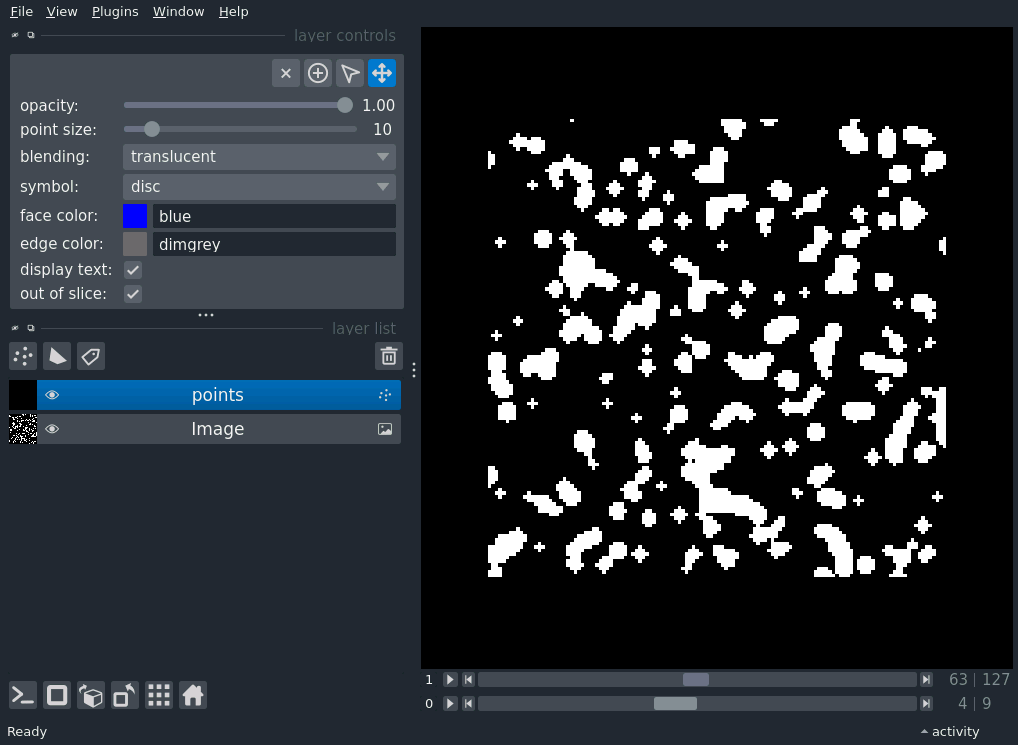 File View Plugins Window Help
layer controls
opacity: 1.00
point size: 10
blending: translucent
symbol: disc
face color: blue
edge color: dimgrey
display text:
out of slice:
layer list
points
Image
1 63 | 127
0 4 | 9
Ready activity